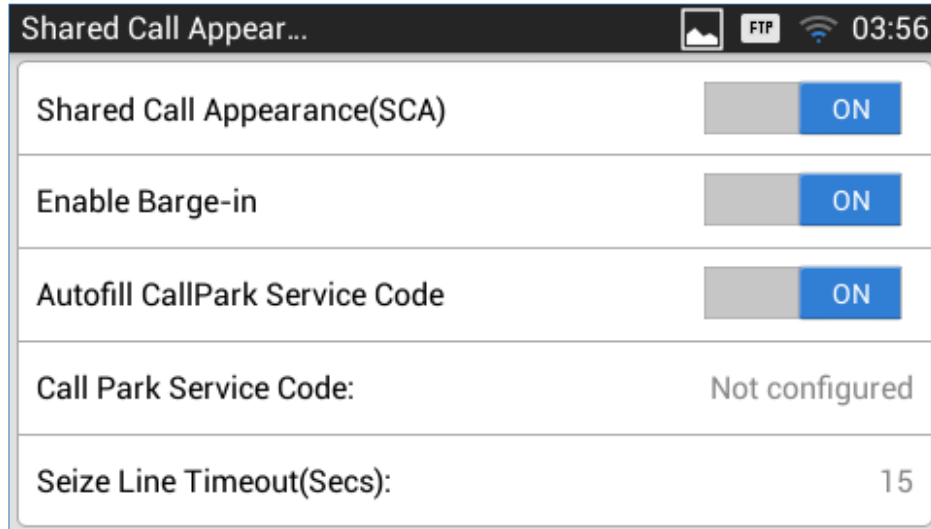 Shared Call Appear...
FTP 03:56
Shared Call Appearance(SCA) ON
Enable Barge-in ON
Autofill CallPark Service Code ON
Call Park Service Code: Not configured
Seize Line Timeout(Secs): 15